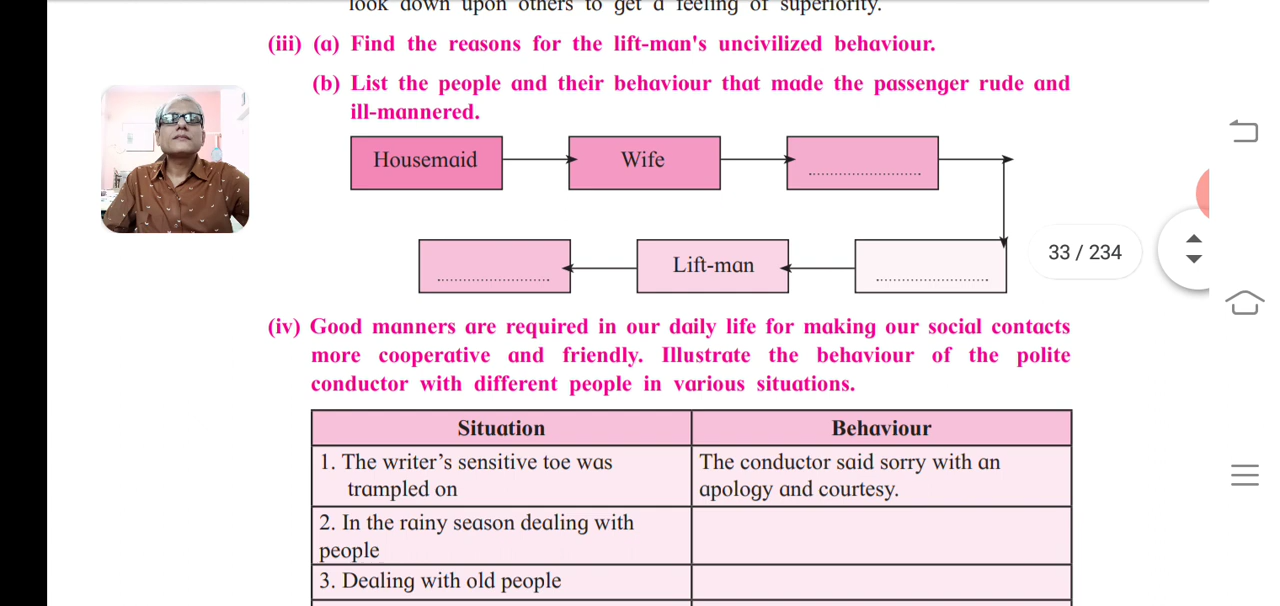 look down upon others to get a feeling of superiority.
(iii) (a) Find the reasons for the lift-man's uncivilized behaviour.
(b) List the people and their behaviour that made the passenger rude and
ill-mannered.
Housemaid
Wife
........................
Lift-man
........................
........................
33 / 234
(iv) Good manners are required in our daily life for making our social contacts
more cooperative and friendly. Illustrate the behaviour of the polite
conductor with different people in various situations.
Situation
Behaviour
1. The writer’s sensitive toe was
trampled on
The conductor said sorry with an
apology and courtesy.
2. In the rainy season dealing with
people
3. Dealing with old people